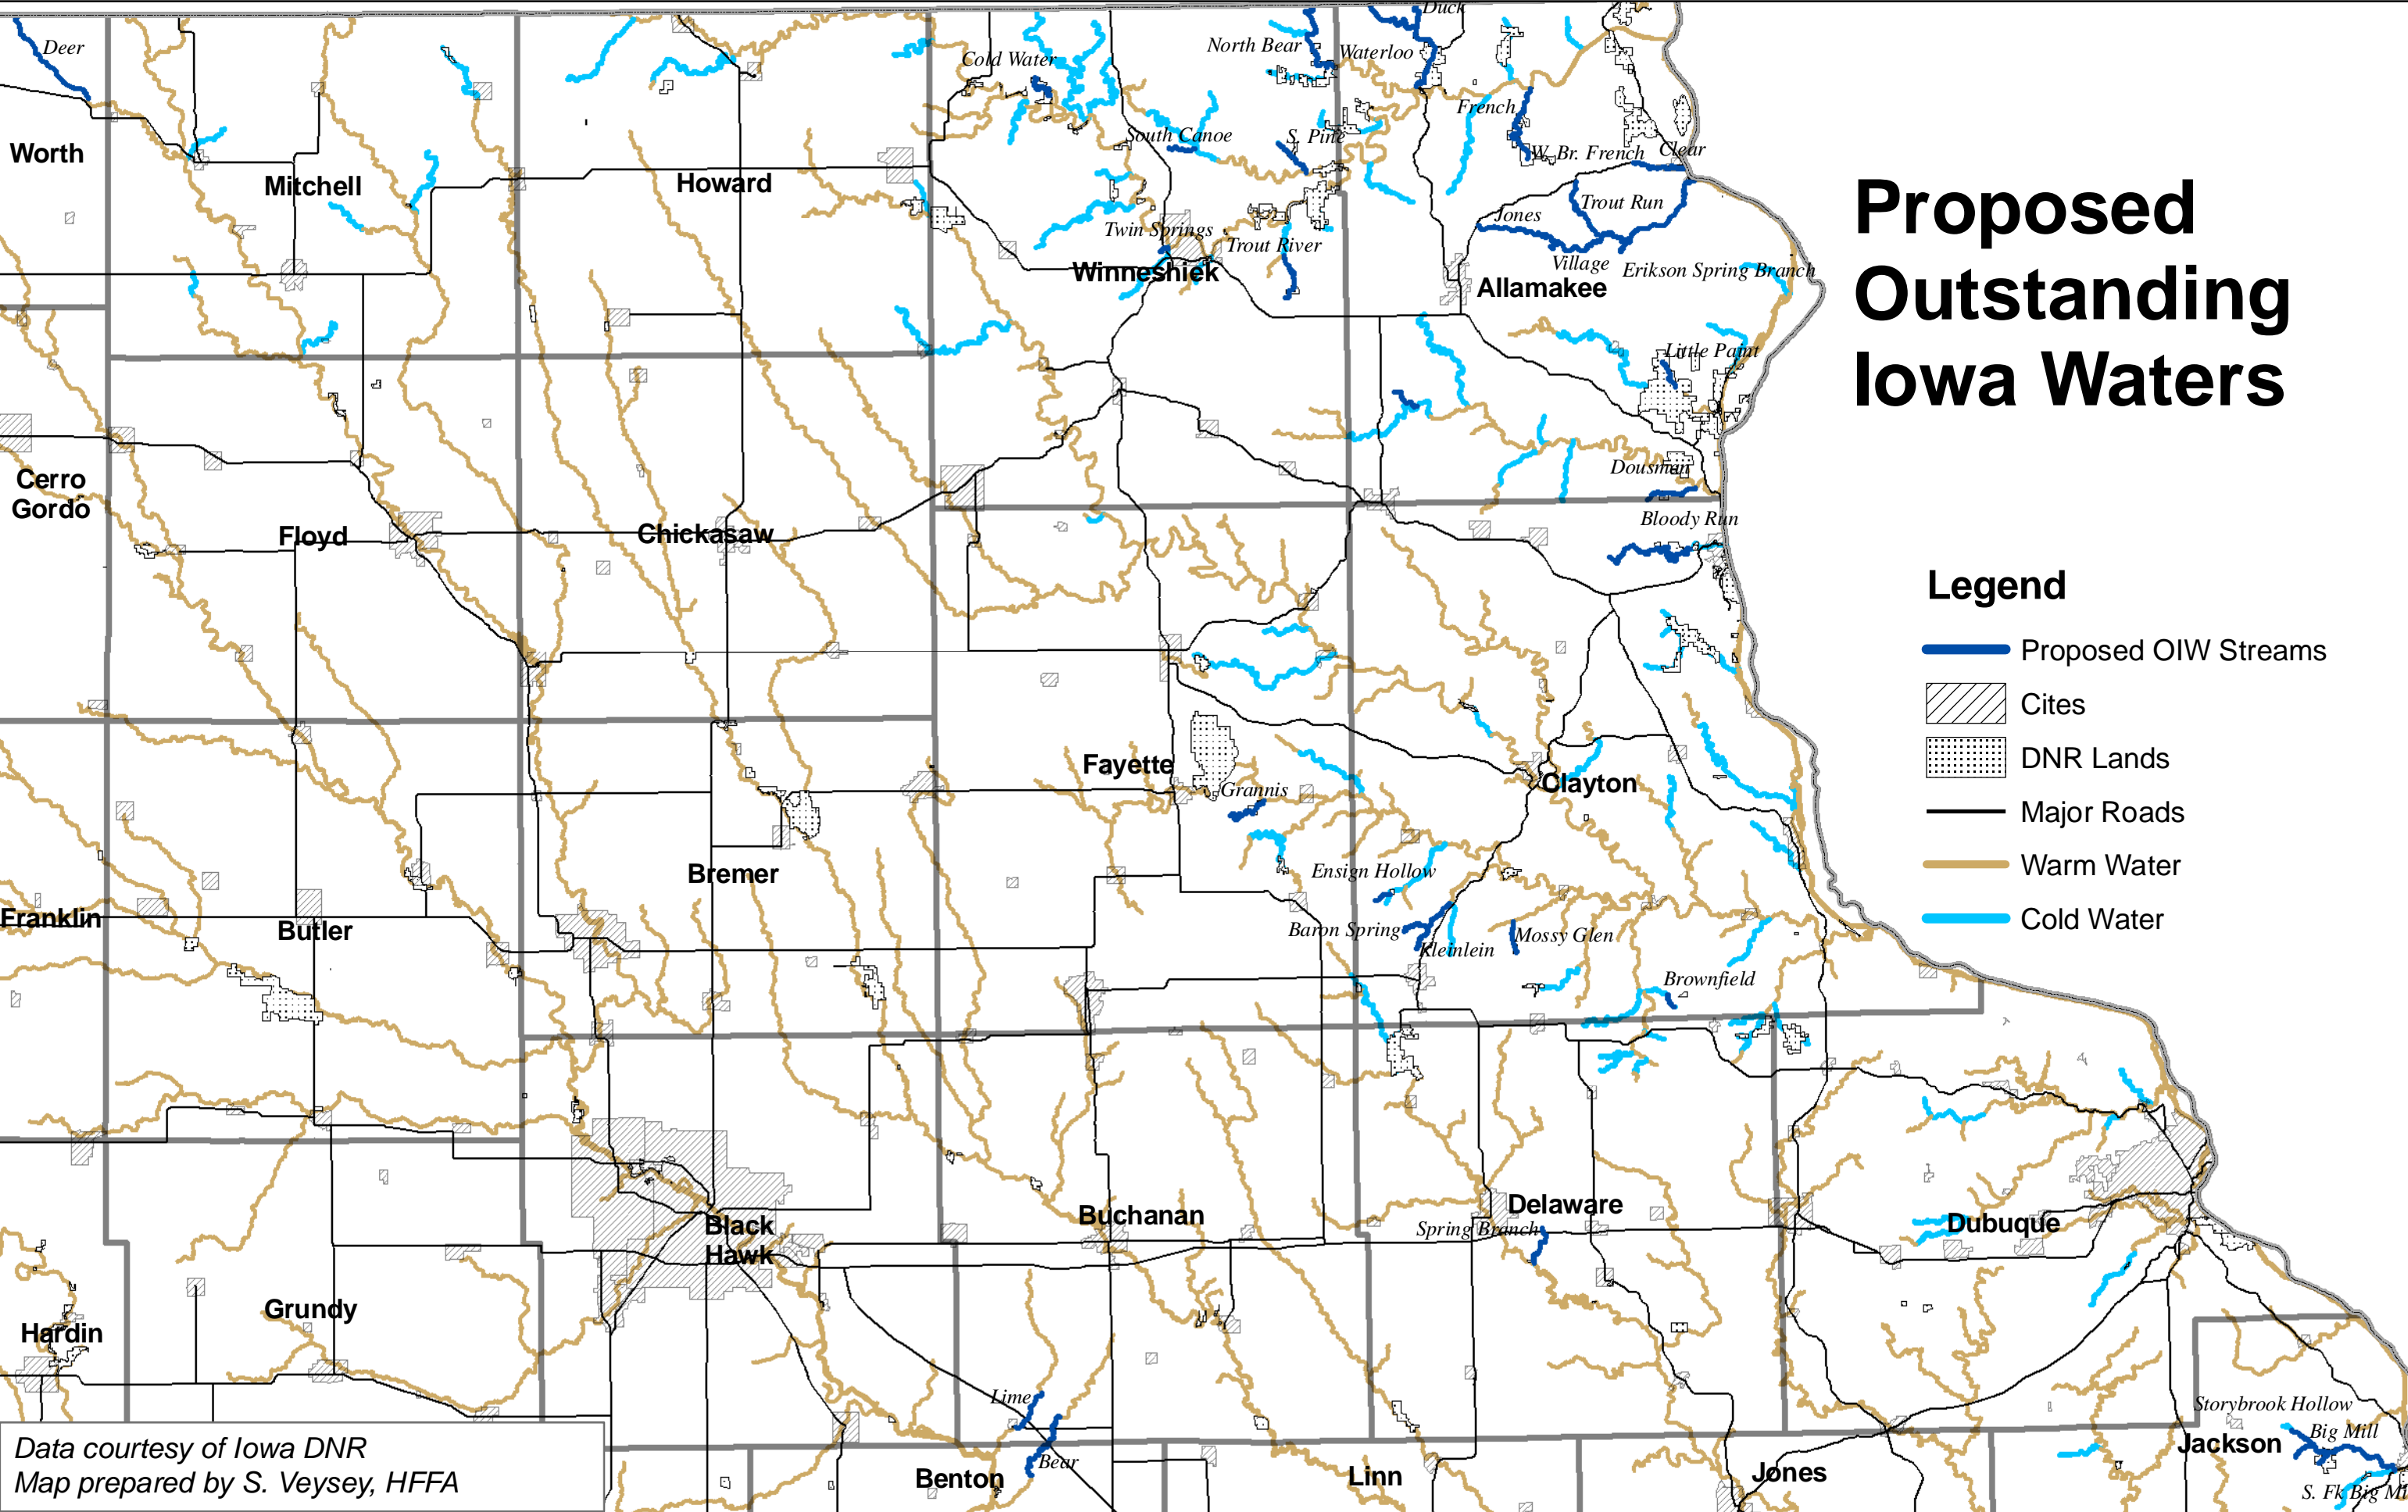 Proposed
Outstanding
Iowa Waters
Legend
Proposed OIW Streams
Cites
DNR Lands
Major Roads
Warm Water
Cold Water
Deer
Duck
North Bear
Waterloo
Cold Water
French
South Canoe
S. Pine
W. Br. French
Clear
Worth
Mitchell
Howard
Trout Run
Jones
Twin Springs
Trout River
Winneshiek
Village
Erikson Spring Branch
Allamakee
Little Paint
Cerro
Gordo
Dousman
Bloody Run
Floyd
Chickasaw
Fayette
Grannis
Clayton
Bremer
Ensign Hollow
Franklin
Butler
Baron Spring
Kleinlein
Mossy Glen
Brownfield
Black
Hawk
Buchanan
Delaware
Spring Branch
Dubuque
Grundy
Hardin
Lime
Bear
Storybrook Hollow
Big Mill
Jackson
S. Fk Big M
Benton
Linn
Jones
Data courtesy of Iowa DNR
Map prepared by S. Veysey, HFFA